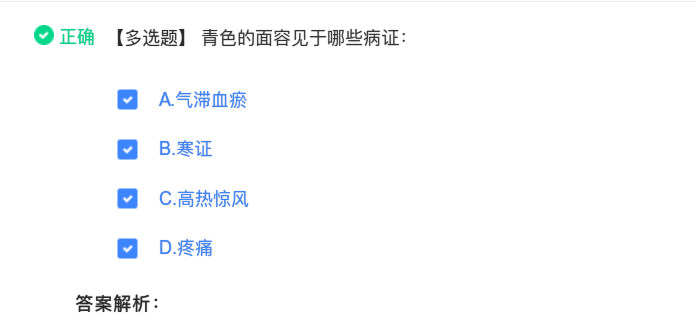 正确 【多选题】 青色的面容见于哪些病证:
A.气滞血瘀
B.寒证
C.高热惊风
D.疼痛
答案解析: